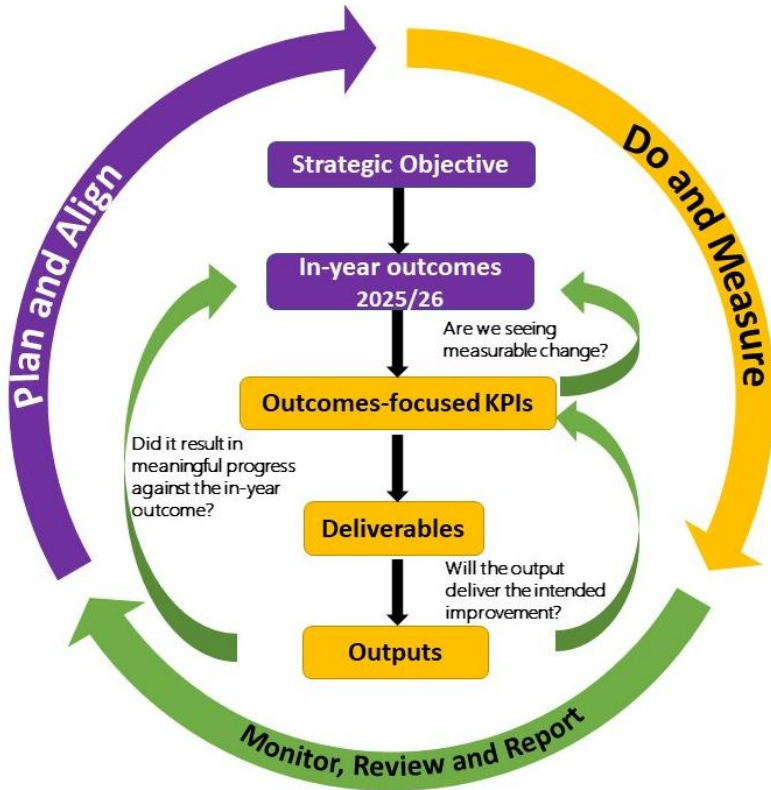 Plan and Align
Do and Measure
Strategic Objective
In-year outcomes
2025/26
Are we seeing
measurable change?
Outcomes-focused KPIs
Did it result in
meaningful progress
against the in-year
outcome?
Deliverables
Will the output
deliver the intended
improvement?
Outputs
Monitor, Review and Report